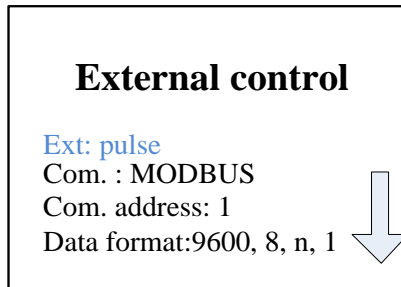 External control
Ext: pulse
Com. : MODBUS
Com. address: 1
Data format:9600, 8, n, 1